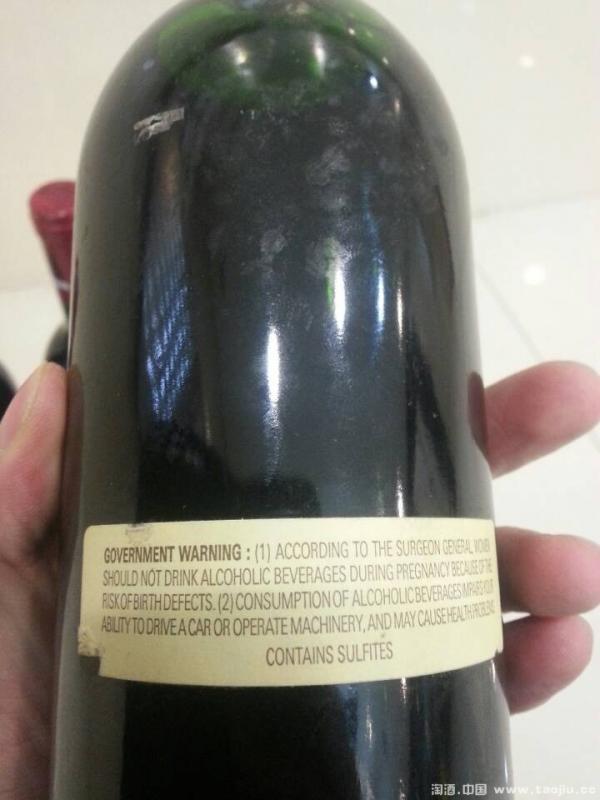 GOVERNMENT WARNING : (1) ACCORDING TO THE SURGEON GENERAL WOMEN
SHOULD NOT DRINK ALCOHOLIC BEVERAGES DURING PREGNANCY BECAUSE OF THE
RISK OF BIRTH DEFECTS. (2) CONSUMPTION OF ALCOHOLIC BEVERAGES IMPAIRS YOUR
ABILITY TO DRIVE A CAR OR OPERATE MACHINERY, AND MAY CAUSE HEALTH PROBLEMS.
CONTAINS SULFITES
淘酒.中国 www.taojiu.cc